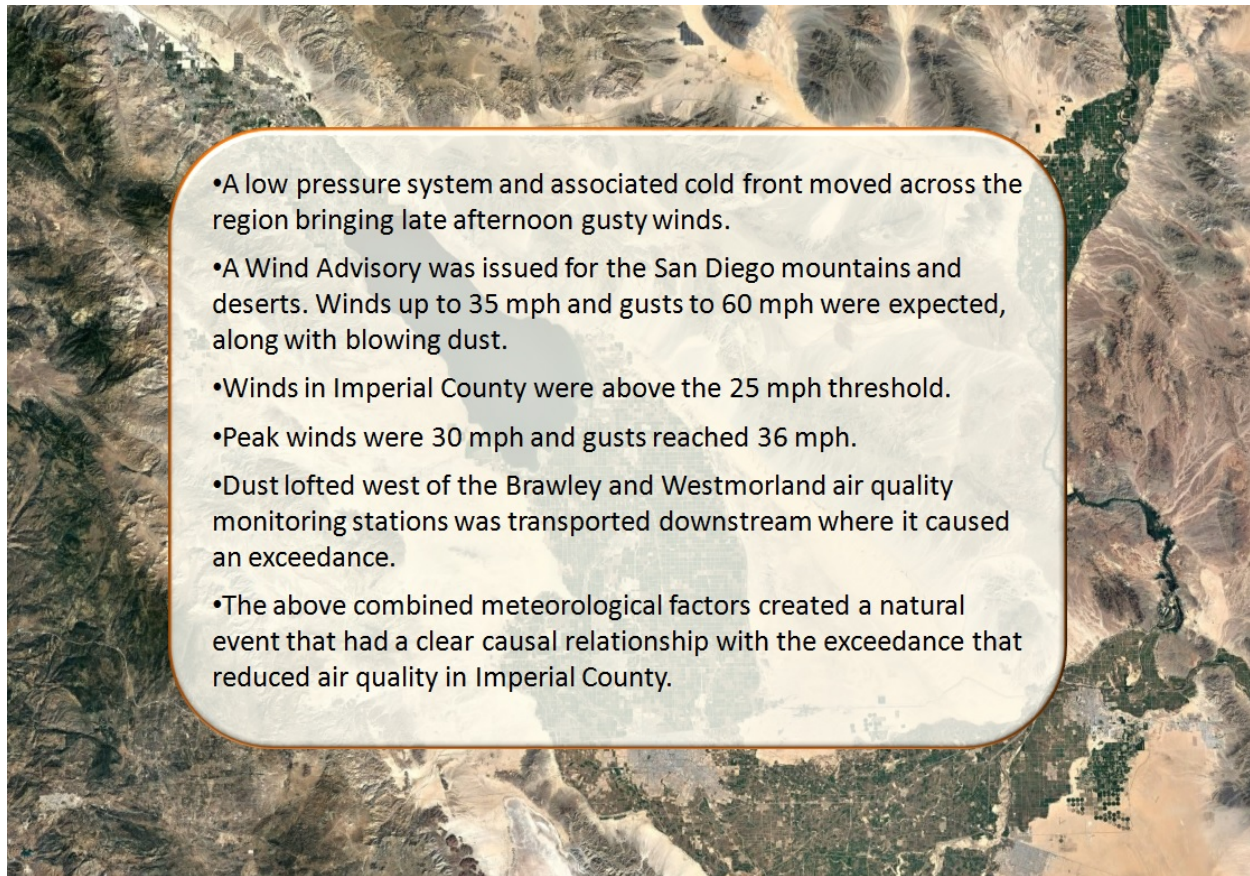 •A low pressure system and associated cold front moved across the
region bringing late afternoon gusty winds.
•A Wind Advisory was issued for the San Diego mountains and
deserts. Winds up to 35 mph and gusts to 60 mph were expected,
along with blowing dust.
•Winds in Imperial County were above the 25 mph threshold.
•Peak winds were 30 mph and gusts reached 36 mph.
•Dust lofted west of the Brawley and Westmorland air quality
monitoring stations was transported downstream where it caused
an exceedance.
•The above combined meteorological factors created a natural
event that had a clear causal relationship with the exceedance that
reduced air quality in Imperial County.